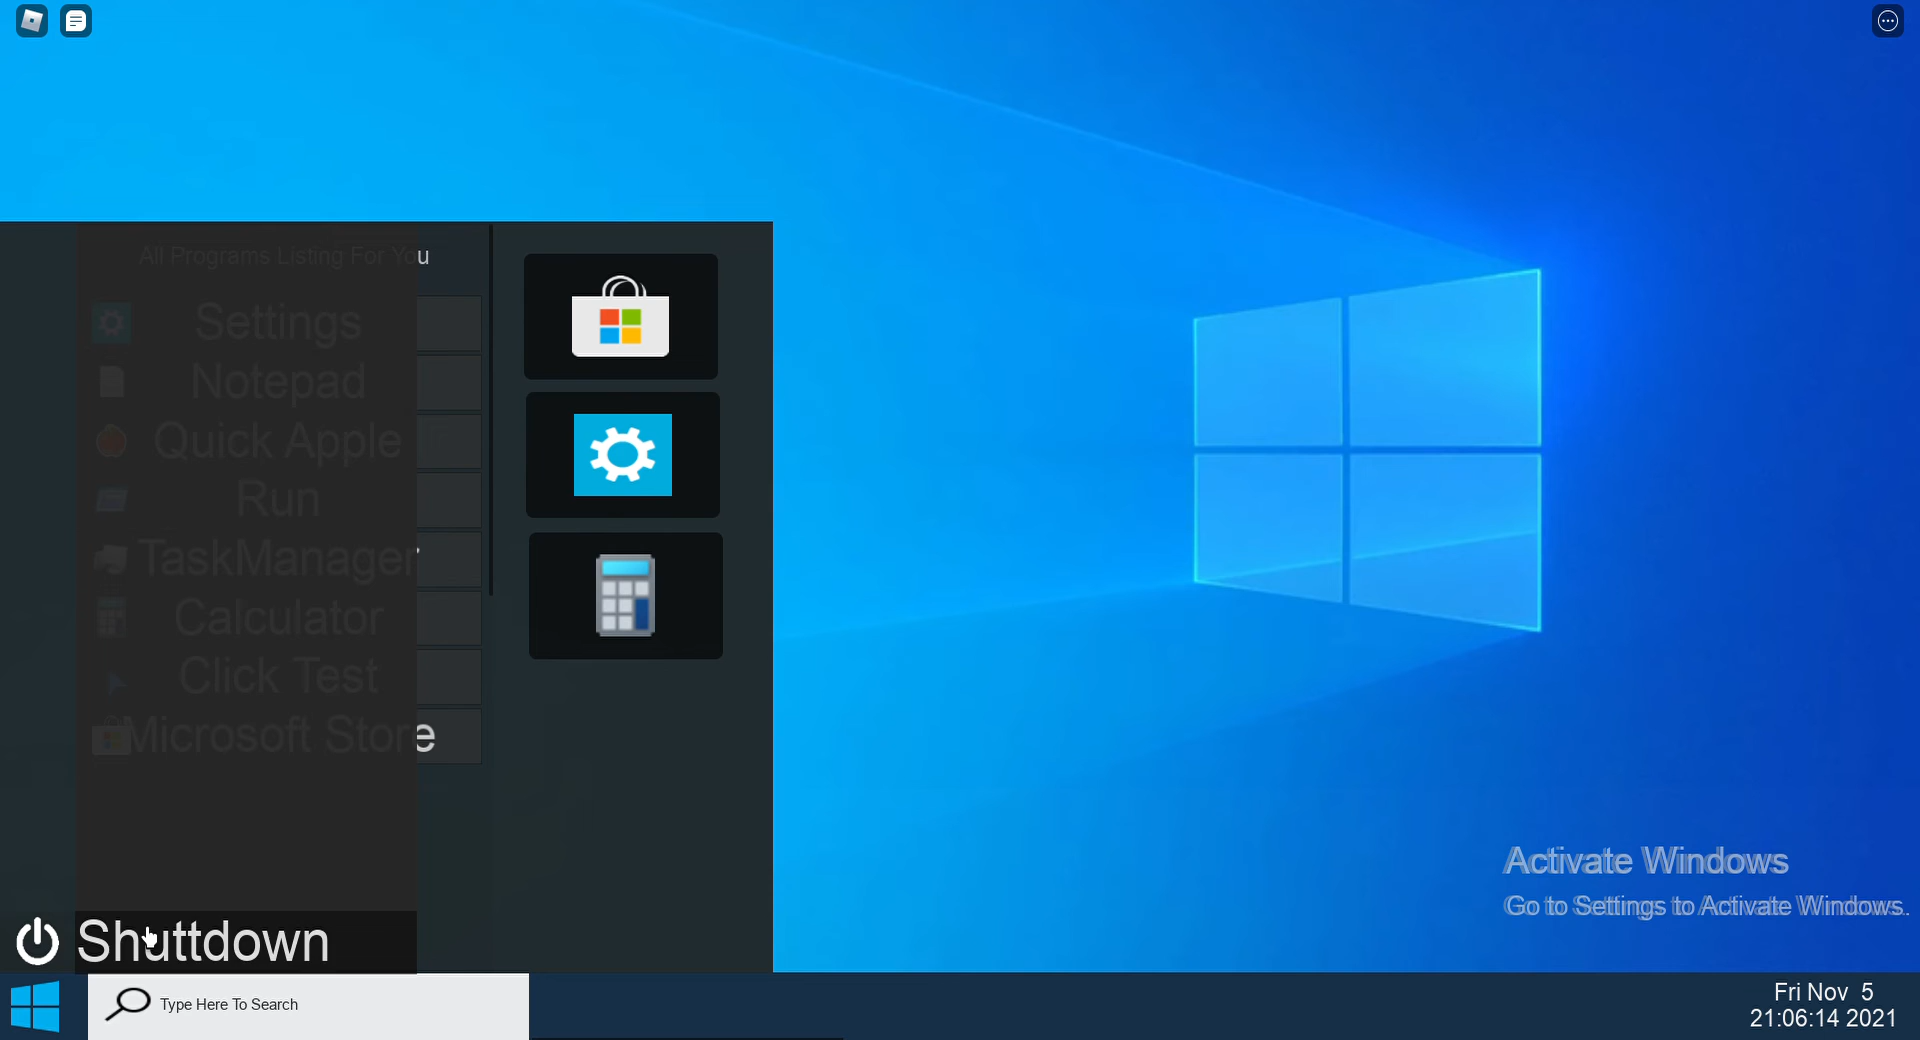 All Programs Listing For You
Settings
Notepad
Quick Apple
Run
TaskManager
Calculator
Click Test
Microsoft Store
Activate Windows
Go to Settings to Activate Windows.
Shuttdown
Type Here To Search
Fri Nov 5
21:06:14 2021